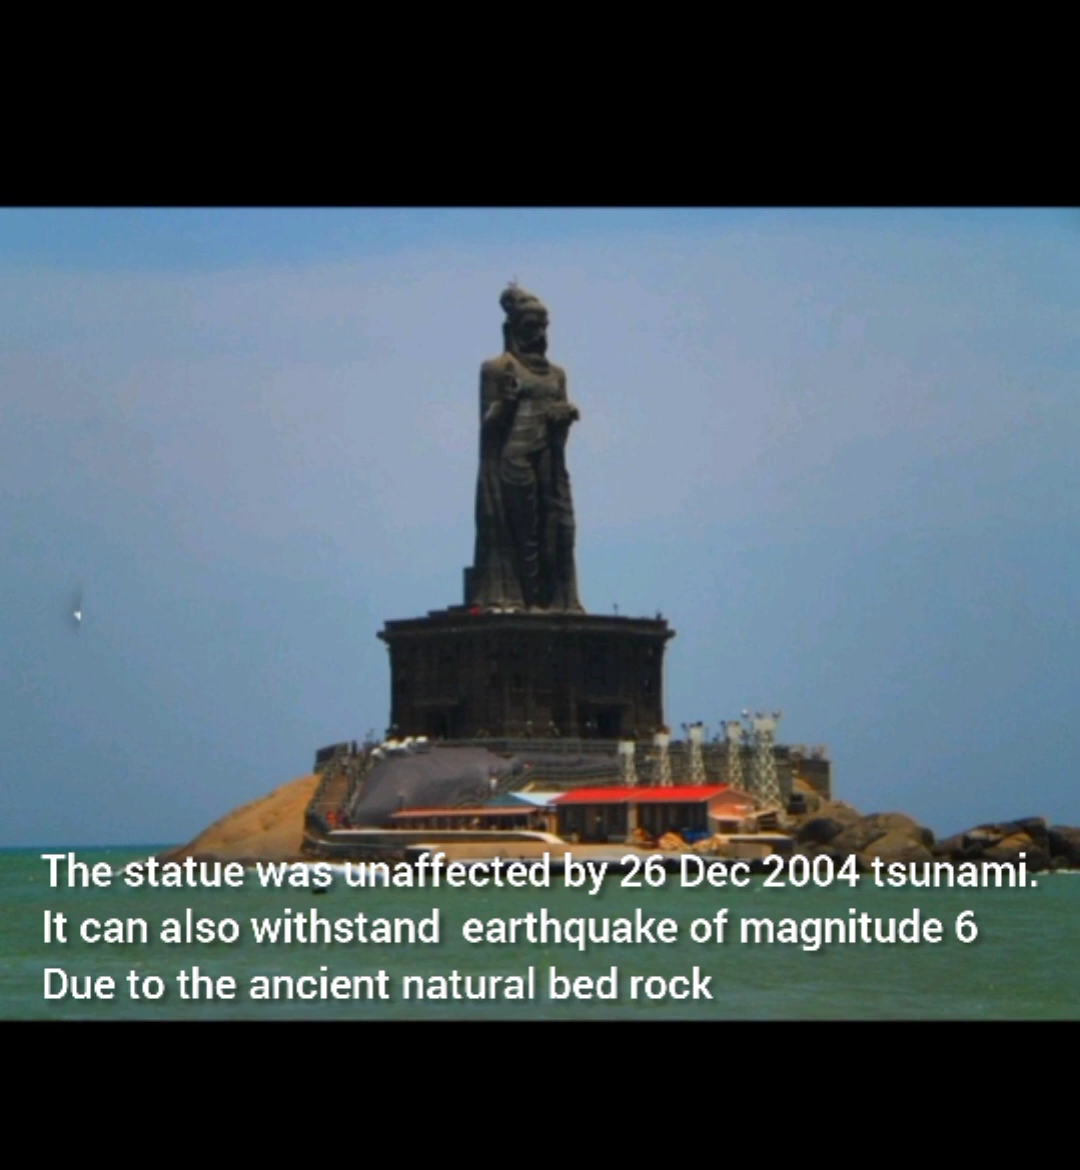 The statue was unaffected by 26 Dec 2004 tsunami.
It can also withstand earthquake of magnitude 6
Due to the ancient natural bed rock